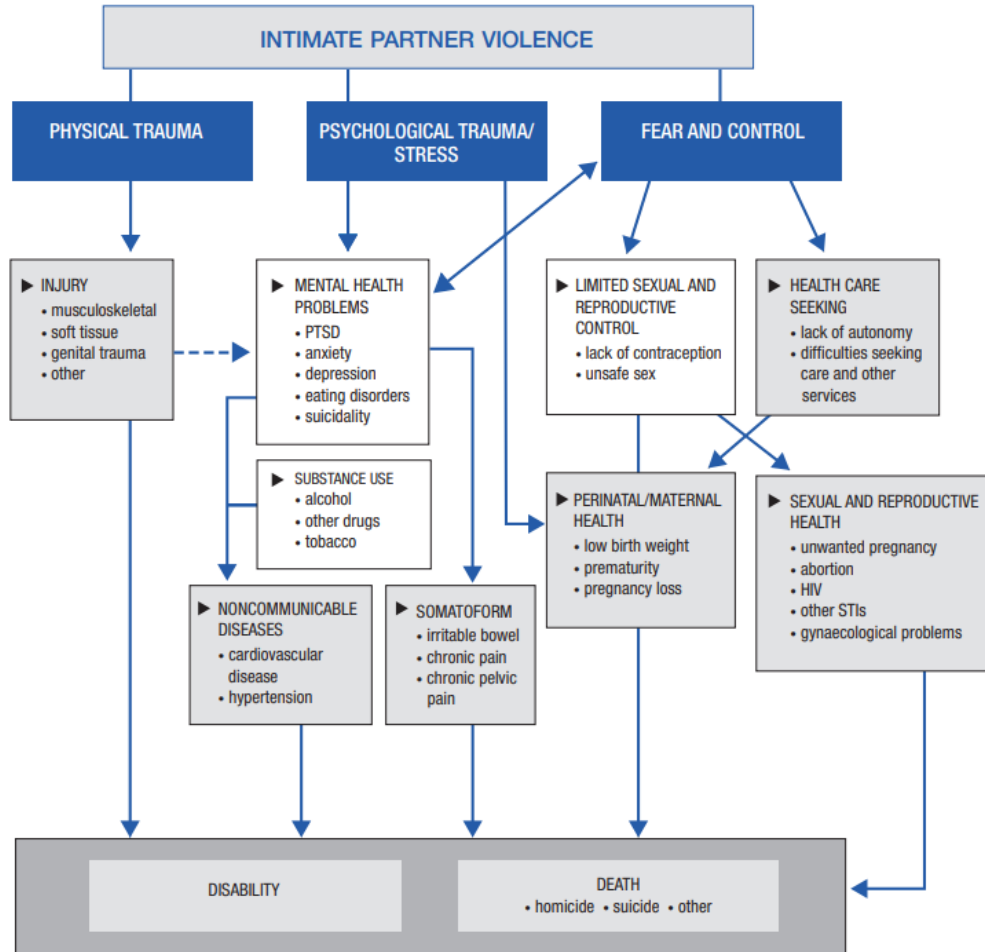 INTIMATE PARTNER VIOLENCE
PHYSICAL TRAUMA
PSYCHOLOGICAL TRAUMA/
STRESS
FEAR AND CONTROL
▶ INJURY
• musculoskeletal
• soft tissue
• genital trauma
• other
▶ MENTAL HEALTH
PROBLEMS
• PTSD
• anxiety
• depression
• eating disorders
• suicidality
▶ LIMITED SEXUAL AND
REPRODUCTIVE
CONTROL
• lack of contraception
• unsafe sex
▶ HEALTH CARE
SEEKING
• lack of autonomy
• difficulties seeking
care and other
services
▶ SUBSTANCE USE
• alcohol
• other drugs
• tobacco
▶ PERINATAL/MATERNAL
HEALTH
• low birth weight
• prematurity
• pregnancy loss
▶ SEXUAL AND REPRODUCTIVE
HEALTH
• unwanted pregnancy
• abortion
• HIV
• other STIs
• gynaecological problems
▶ NONCOMMUNICABLE
DISEASES
• cardiovascular
disease
• hypertension
▶ SOMATOFORM
• irritable bowel
• chronic pain
• chronic pelvic
pain
DISABILITY
DEATH
• homicide • suicide • other